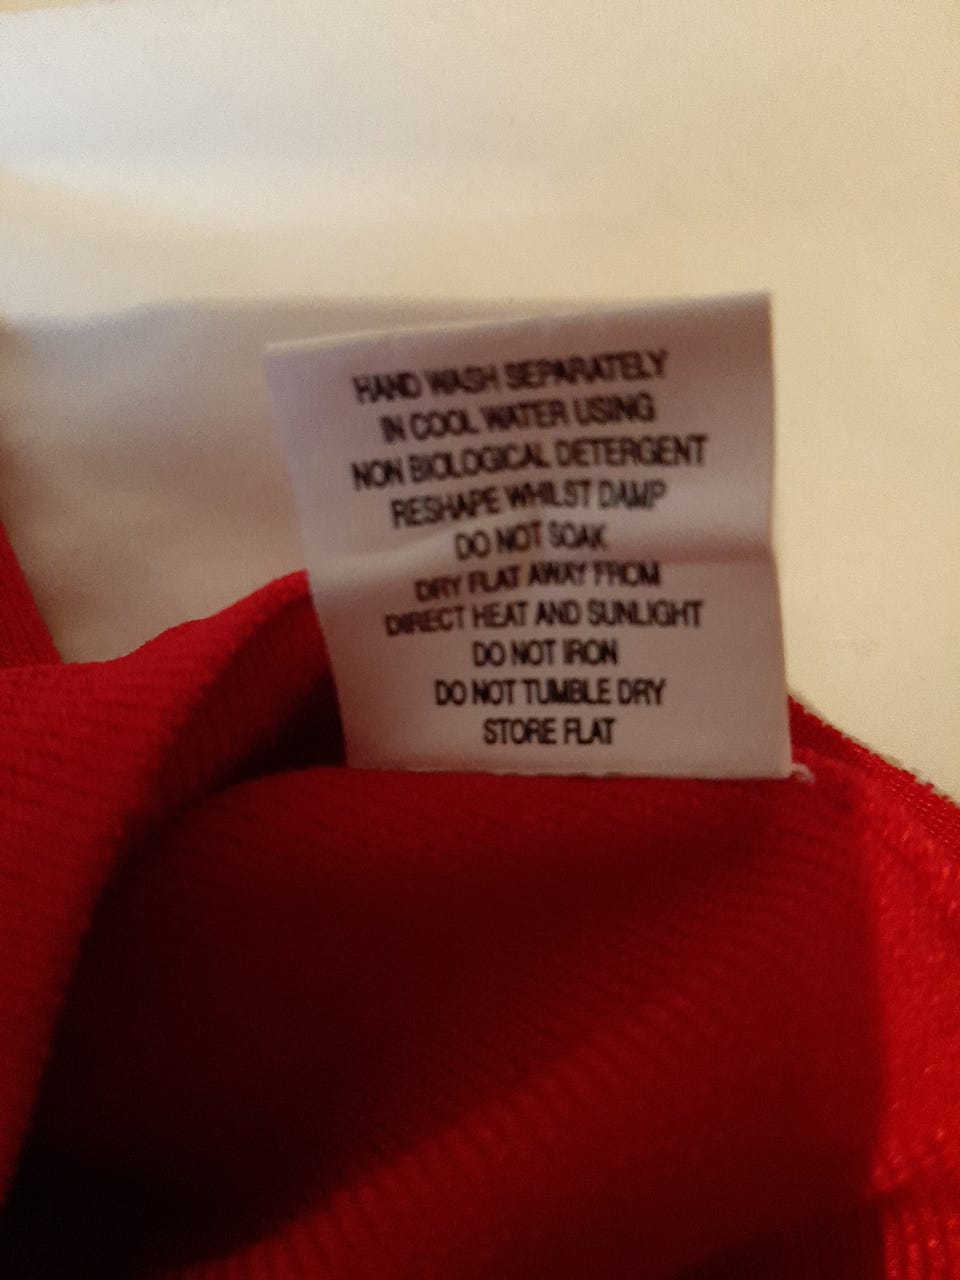 HAND WASH SEPARATELY
IN COOL WATER USING
NON BIOLOGICAL DETERGENT
RESHAPE WHILST DAMP
DO NOT SOAK
DRY FLAT AWAY FROM
DIRECT HEAT AND SUNLIGHT
DO NOT IRON
DO NOT TUMBLE DRY
STORE FLAT